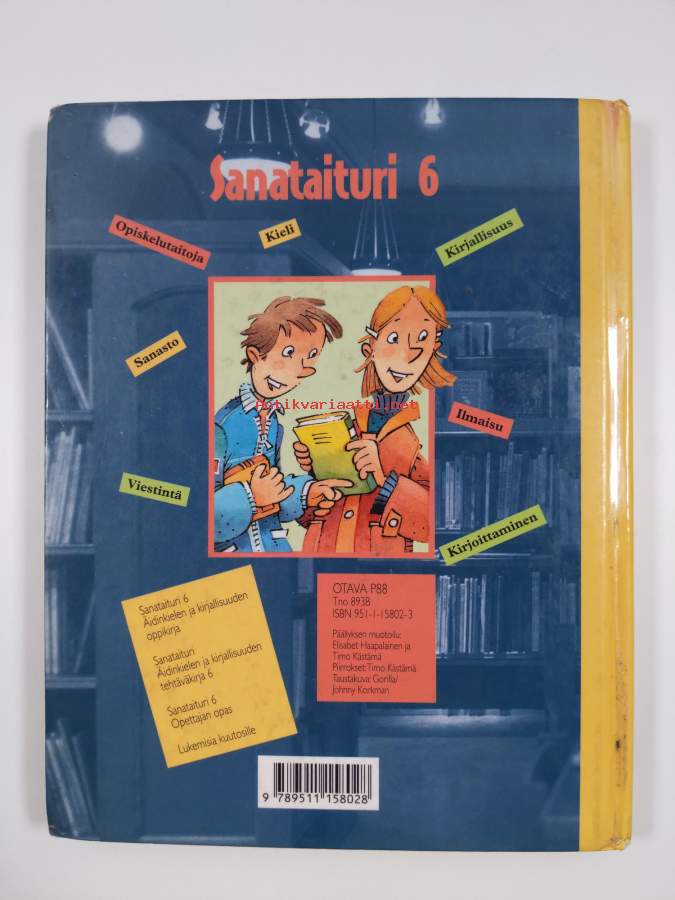 Sanataituri 6
Opiskelutaitoja
Kieli
Kirjallisuus
Sanasto
Antikvariaatti.net
Ilmaisu
Viestintä
Kirjoittaminen
Sanataituri 6
Äidinkielen ja kirjallisuuden
oppikirja
Sanataituri
Äidinkielen ja kirjallisuuden
tehtäväkirja 6
Sanataituri 6
Opettajan opas
Lukemisia kuutosille
OTAVA P88
Tno 8938
ISBN 951-1-15802-3
Päällyksen muotoilu:
Elisabet Haapalainen ja
Timo Kästämä
Piirrokset: Timo Kästämä
Taustakuva: Gorilla/
Johnny Korkman
9 789511 158028